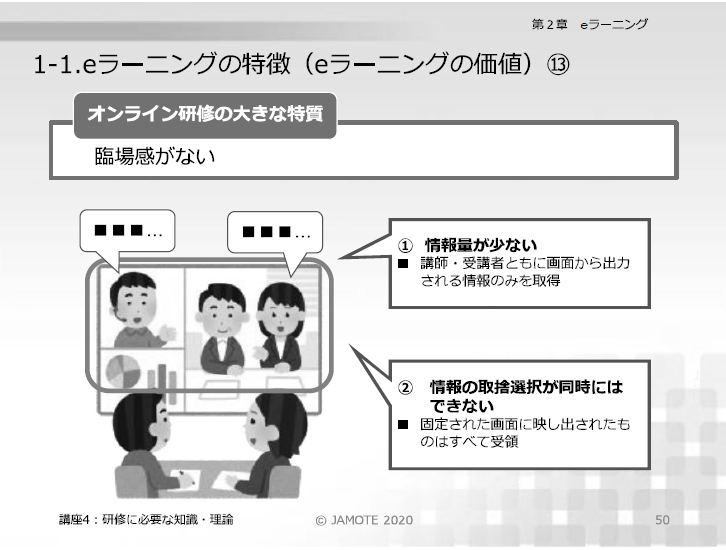 第２章　eラーニング
1-1.eラーニングの特徴（eラーニングの価値）⑬
オンライン研修の大きな特質
臨場感がない
■■■…
■■■…
① 情報量が少ない
■ 講師・受講者ともに画面から出力
される情報のみを取得
② 情報の取捨選択が同時には
できない
■ 固定された画面に映し出されたも
のはすべて受領
講座4：研修に必要な知識・理論
© JAMOTE 2020
50